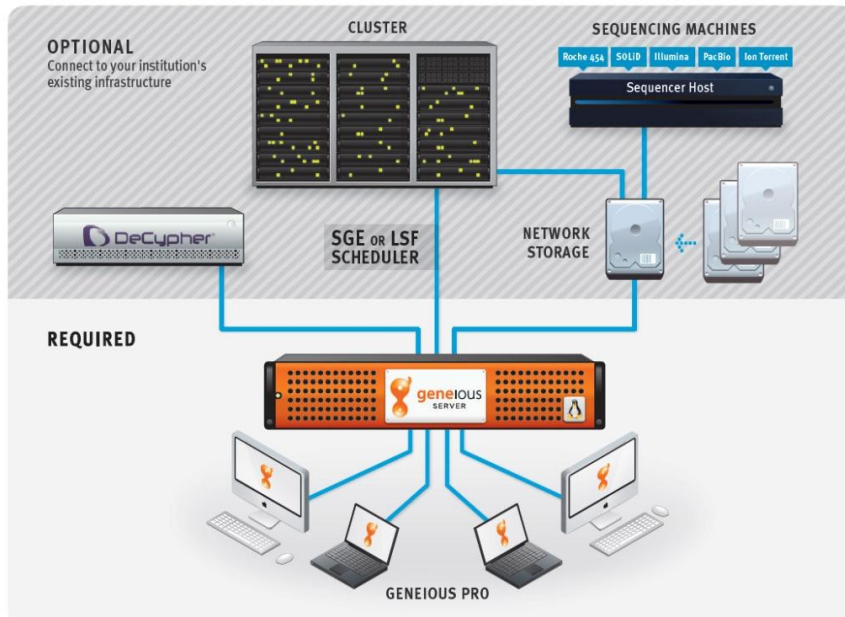 OPTIONAL
Connect to your institution's
existing infrastructure
CLUSTER
SEQUENCING MACHINES
Roche 454
SOLiD
Illumina
PacBio
Ion Torrent
Sequencer Host
DeCypher
SGE OR LSF
SCHEDULER
NETWORK
STORAGE
REQUIRED
geneious
SERVER
GENEIOUS PRO